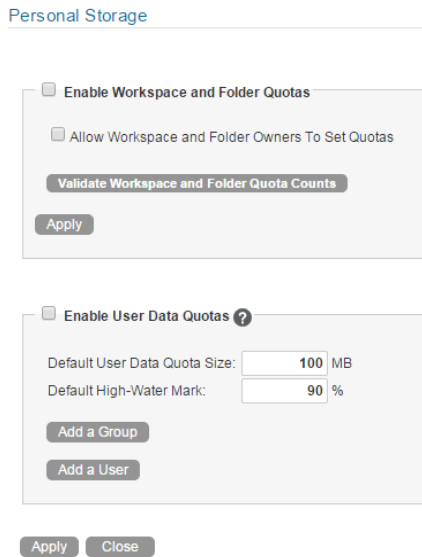 Personal Storage
Enable Workspace and Folder Quotas
Allow Workspace and Folder Owners To Set Quotas
Validate Workspace and Folder Quota Counts
Apply
Enable User Data Quotas ?
Default User Data Quota Size: 100 MB
Default High-Water Mark: 90 %
Add a Group
Add a User
Apply Close